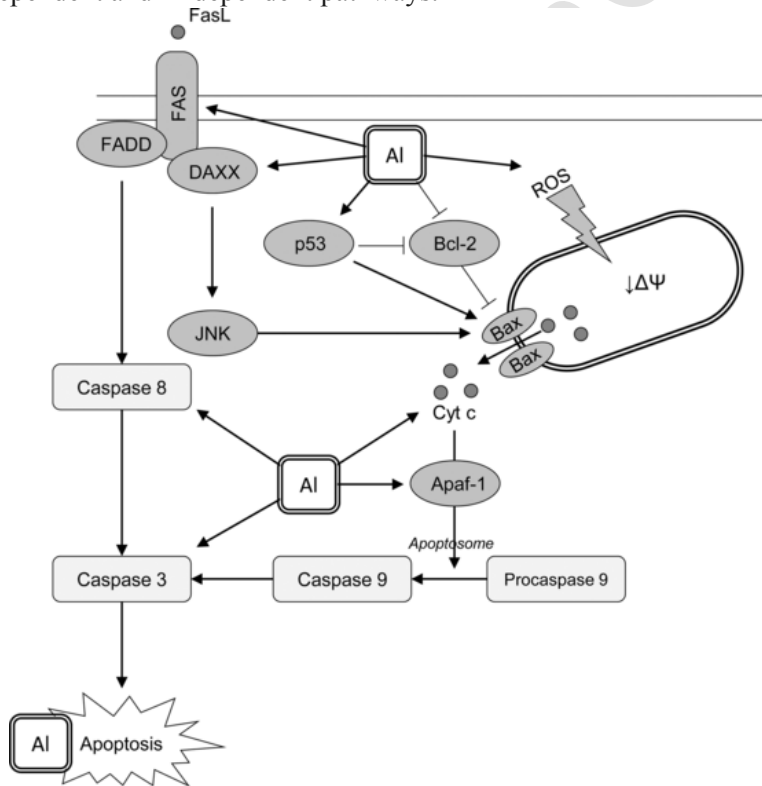 FasL
FAS
FADD
DAXX
Al
ROS
p53
Bcl-2
↓ΔΨ
JNK
Bax
Bax
Caspase 8
Cyt c
Al
Apaf-1
Apoptosome
Caspase 3
Caspase 9
Procaspase 9
Al
Apoptosis